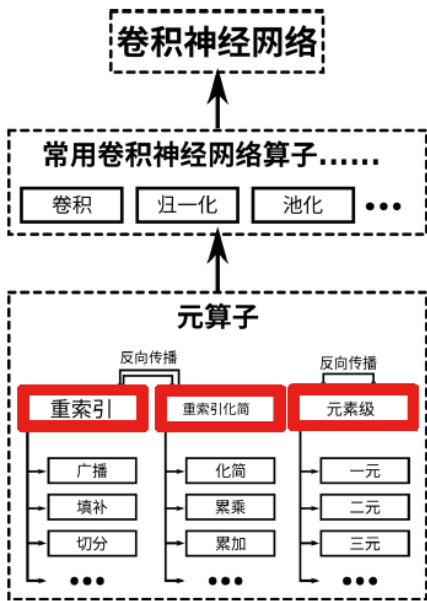 卷积神经网络
常用卷积神经网络算子......
卷积 归一化 池化 •••
元算子
反向传播 反向传播
重索引 重索引化简 元素级
广播 化简 一元
填补 累乘 二元
切分 累加 三元
••• ••• •••